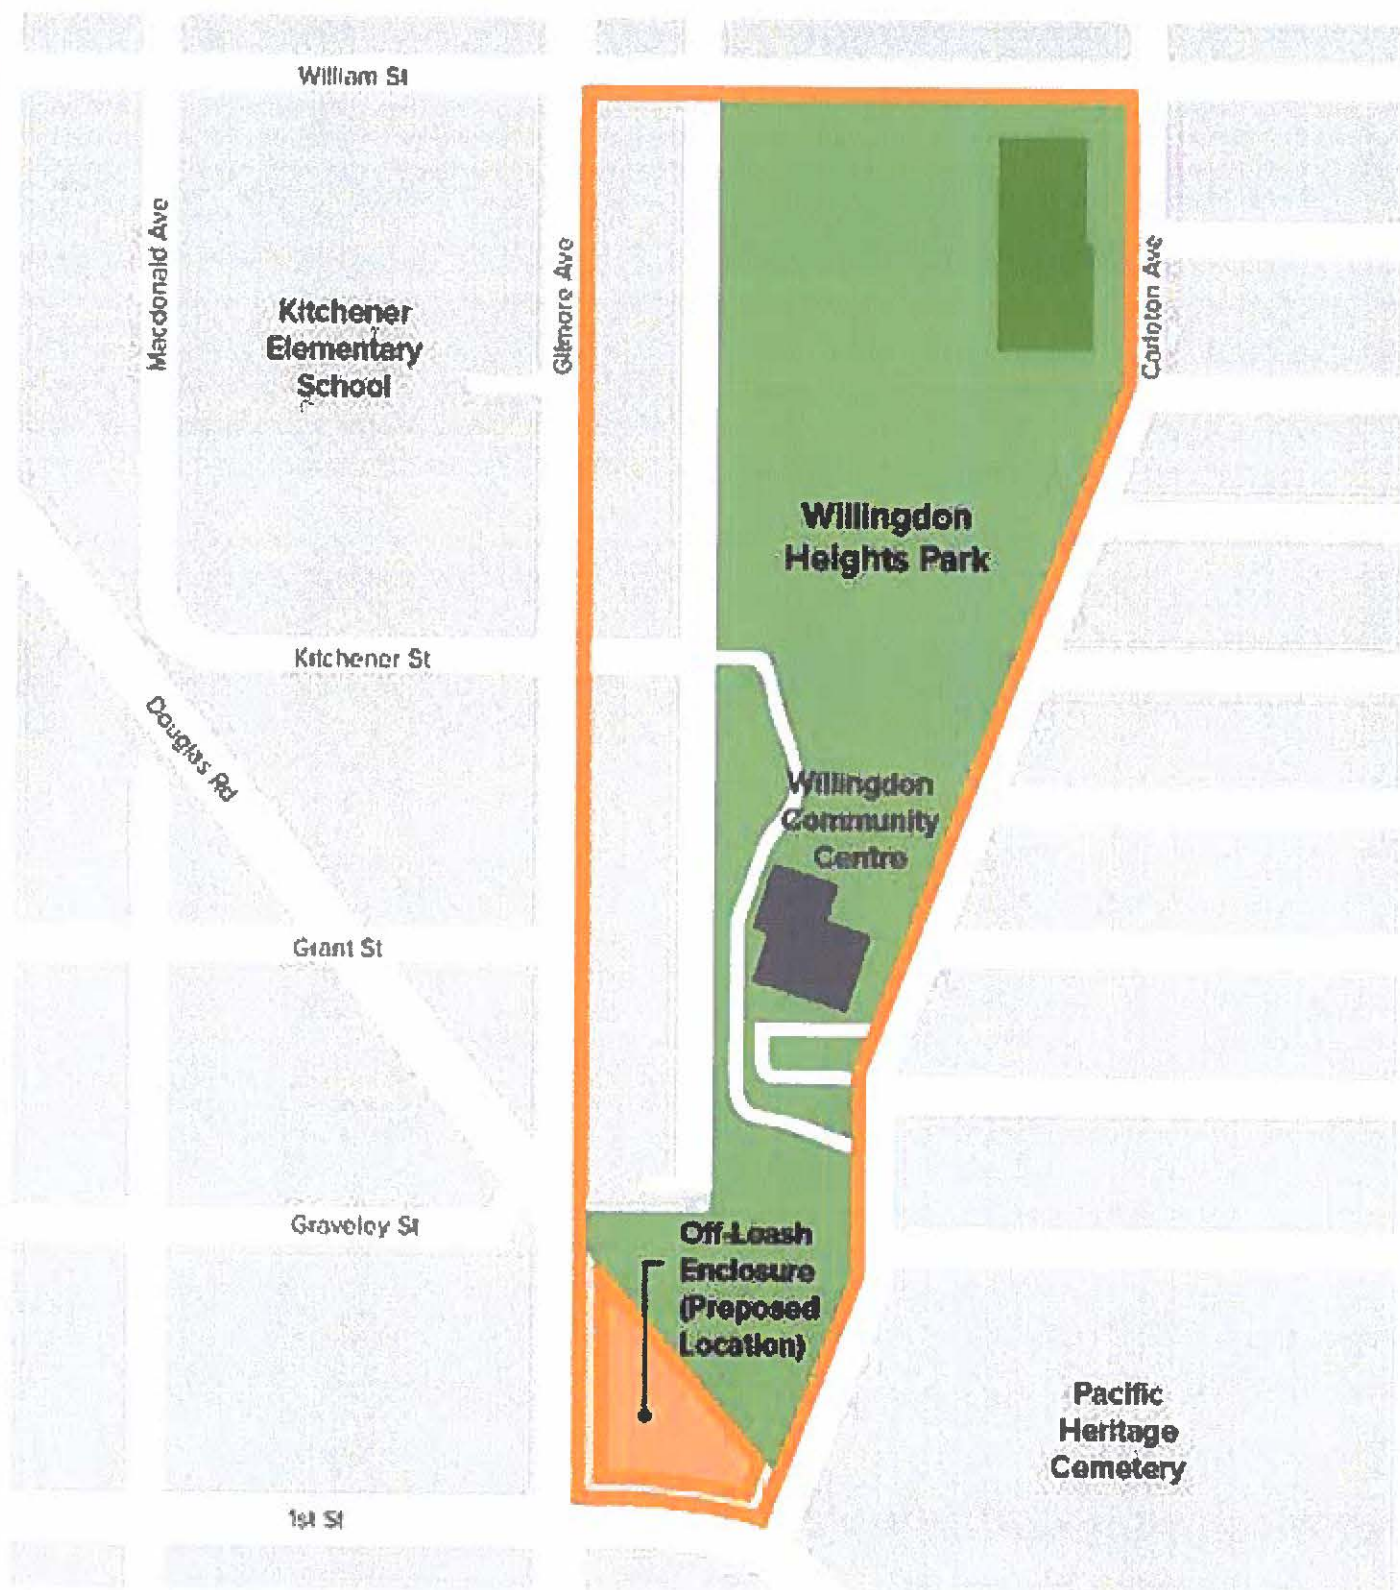 William St
Macdonald Ave
Kitchener
Elementary
School
Gilmore Ave
Carleton Ave
Willingdon
Heights Park
Kitchener St
Douglas Rd
Willingdon
Community
Centre
Grant St
Graveley St
Off-Leash
Enclosure
(Proposed
Location)
Pacific
Heritage
Cemetery
1st St